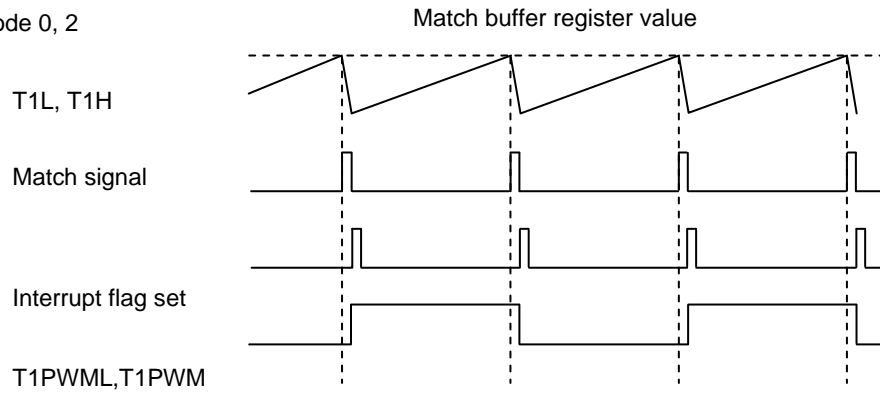 ode 0, 2
Match buffer register value
T1L, T1H
Match signal
Interrupt flag set
T1PWML,T1PWM